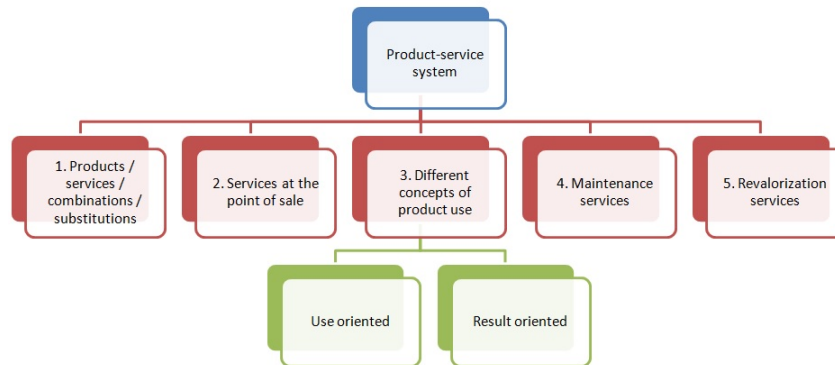 Product-service
system
1. Products /
services /
combinations /
substitutions
2. Services at the
point of sale
3. Different
concepts of
product use
4. Maintenance
services
5. Revalorization
services
Use oriented
Result oriented